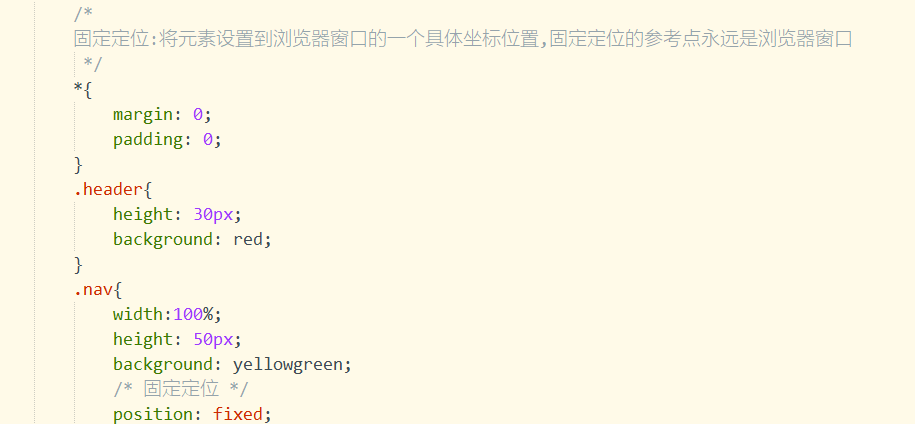 /*
固定定位:将元素设置到浏览器窗口的一个具体坐标位置,固定定位的参考点永远是浏览器窗口
*/
*{
margin: 0;
padding: 0;
}
.header{
height: 30px;
background: red;
}
.nav{
width:100%;
height: 50px;
background: yellowgreen;
/* 固定定位 */
position: fixed;